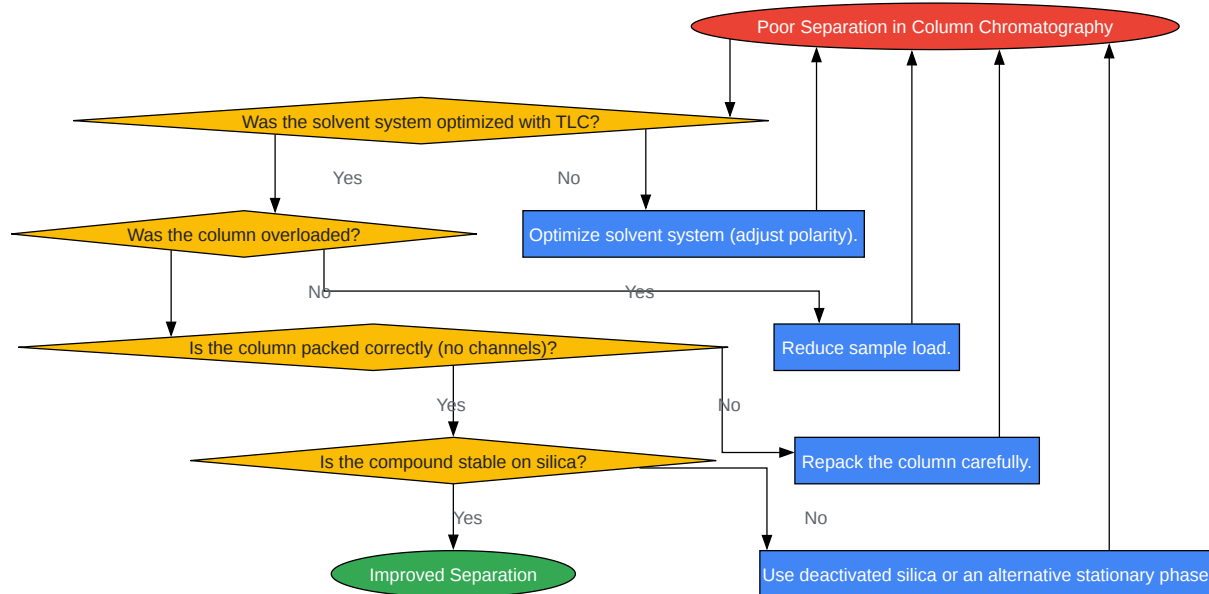 Poor Separation in Column Chromatography
Was the solvent system optimized with TLC?
Yes
No
Was the column overloaded?
Optimize solvent system (adjust polarity).
No
Yes
Is the column packed correctly (no channels)?
Reduce sample load.
Yes
No
Is the compound stable on silica?
Repack the column carefully.
Yes
No
Improved Separation
Use deactivated silica or an alternative stationary phase